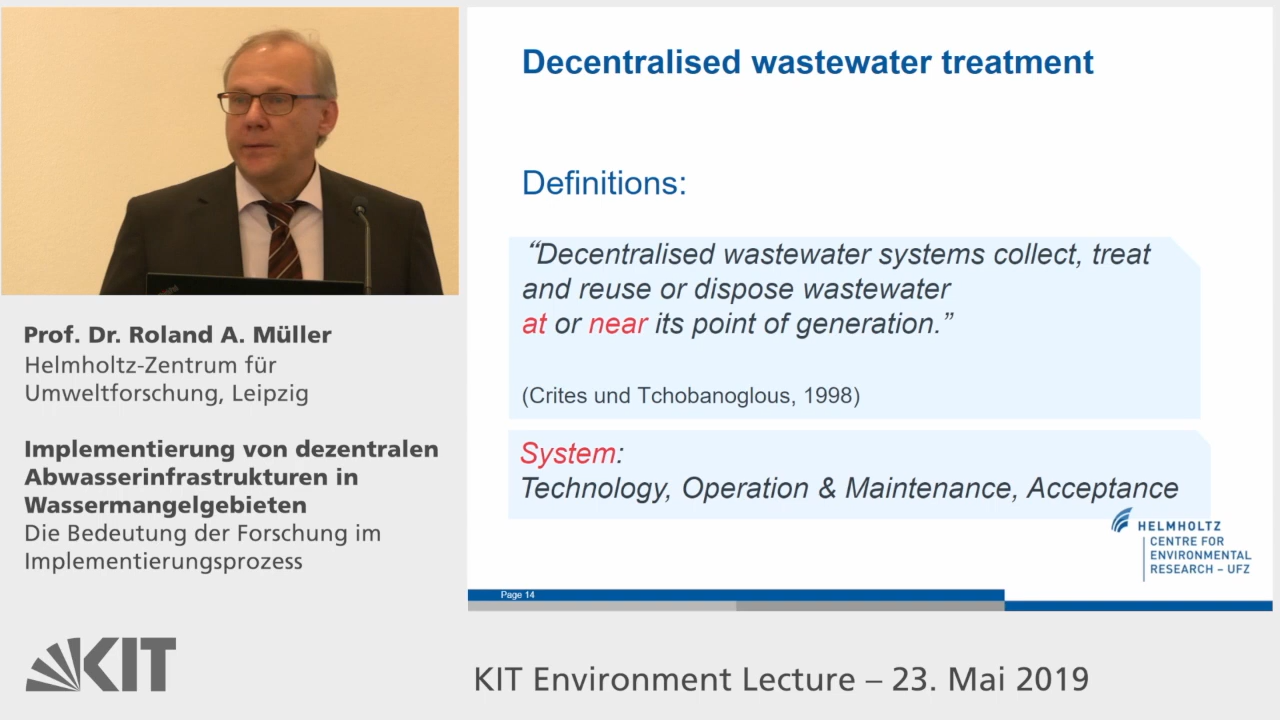 Prof. Dr. Roland A. Müller
Helmholtz-Zentrum für
Umweltforschung, Leipzig
Implementierung von dezentralen
Abwasserinfrastrukturen in
Wassermangelgebieten
Die Bedeutung der Forschung im
Implementierungsprozess
KIT
Decentralised wastewater treatment
Definitions:
“Decentralised wastewater systems collect, treat
and reuse or dispose wastewater
at or near its point of generation.”
(Crites und Tchobanoglous, 1998)
System:
Technology, Operation & Maintenance, Acceptance
HELMHOLTZ
CENTRE FOR
ENVIRONMENTAL
RESEARCH – UFZ
Page 14
KIT Environment Lecture – 23. Mai 2019